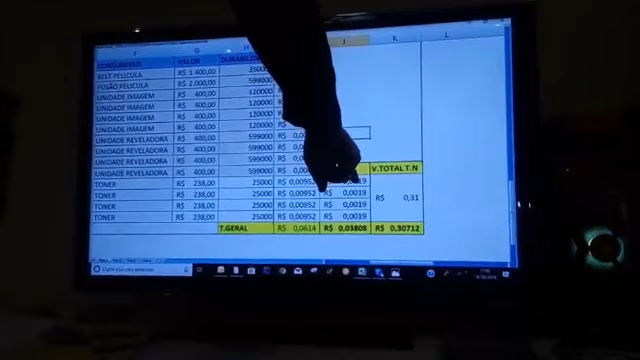 F G H I K L
CONSUMIVEIS VALOR DURABILIDADE
BELT PELICULA R$ 1.400,00 35000
FUSÃO PELICULA R$ 2.000,00 599000
UNIDADE IMAGEM R$ 400,00 120000
UNIDADE IMAGEM R$ 400,00 120000
UNIDADE IMAGEM R$ 400,00 120000
UNIDADE IMAGEM R$ 400,00 120000 R$
UNIDADE REVELADORA R$ 400,00 599000 R$
UNIDADE REVELADORA R$ 400,00 599000 R$
UNIDADE REVELADORA R$ 400,00 599000 R$
UNIDADE REVELADORA R$ 400,00 599000 R$ V.TOTAL T.N
TONER R$ 238,00 25000 R$ 0,00952
TONER R$ 238,00 25000 R$ 0,00952 R$ 0,0019
TONER R$ 238,00 25000 R$ 0,00952 R$ 0,0019 R$ 0,31
TONER R$ 238,00 25000 R$ 0,00952 R$ 0,0019
T.GERAL R$ 0,0614 R$ 0,03808 R$ 0,30712